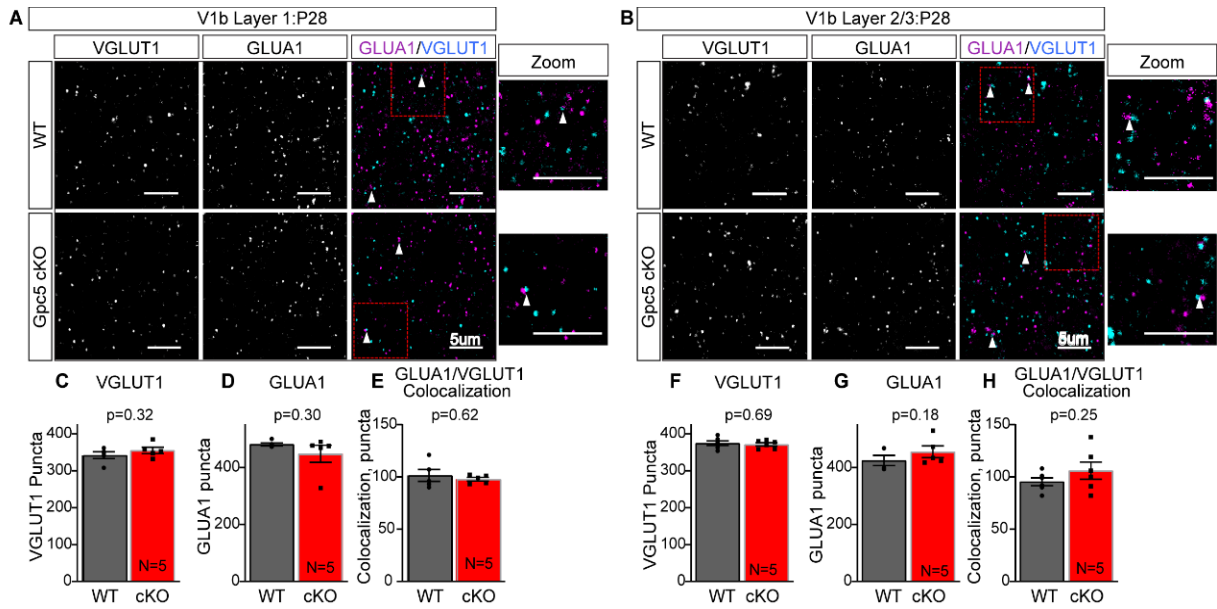 A
V1b Layer 1:P28
VGLUT1
GLUA1
GLUA1/VGLUT1
Zoom
WT
Gpc5 cKO
5um
B
V1b Layer 2/3:P28
VGLUT1
GLUA1
GLUA1/VGLUT1
Zoom
WT
Gpc5 cKO
5um
C
VGLUT1
p=0.32
VGLUT1 Puncta
400
300
200
100
0
N=5
WT
cKO
D
GLUA1
p=0.30
GLUA1 puncta
400
200
0
N=5
WT
cKO
E
GLUA1/VGLUT1
Colocalization
p=0.62
Colocalization, puncta
150
100
50
0
N=5
WT
cKO
F
VGLUT1
p=0.69
VGLUT1 Puncta
400
300
200
100
0
N=5
WT
cKO
G
GLUA1
p=0.18
GLUA1 puncta
400
200
0
N=5
WT
cKO
H
GLUA1/VGLUT1
Colocalization
p=0.25
Colocalization, puncta
150
100
50
0
N=5
WT
cKO